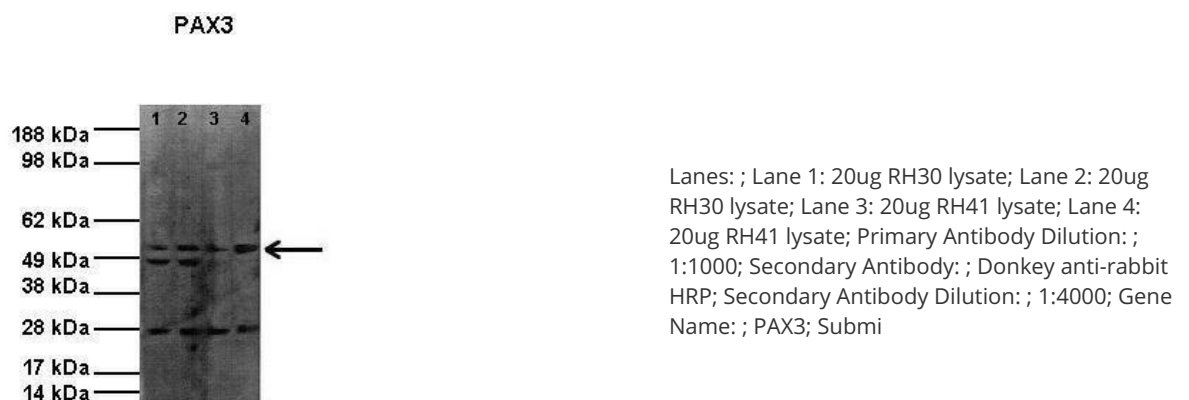 PAX3
1 2 3 4
188 kDa
98 kDa
62 kDa
49 kDa
38 kDa
28 kDa
17 kDa
14 kDa
Lanes: ; Lane 1: 20ug RH30 lysate; Lane 2: 20ug
RH30 lysate; Lane 3: 20ug RH41 lysate; Lane 4:
20ug RH41 lysate; Primary Antibody Dilution: ;
1:1000; Secondary Antibody: ; Donkey anti-rabbit
HRP; Secondary Antibody Dilution: ; 1:4000; Gene
Name: ; PAX3; Submi